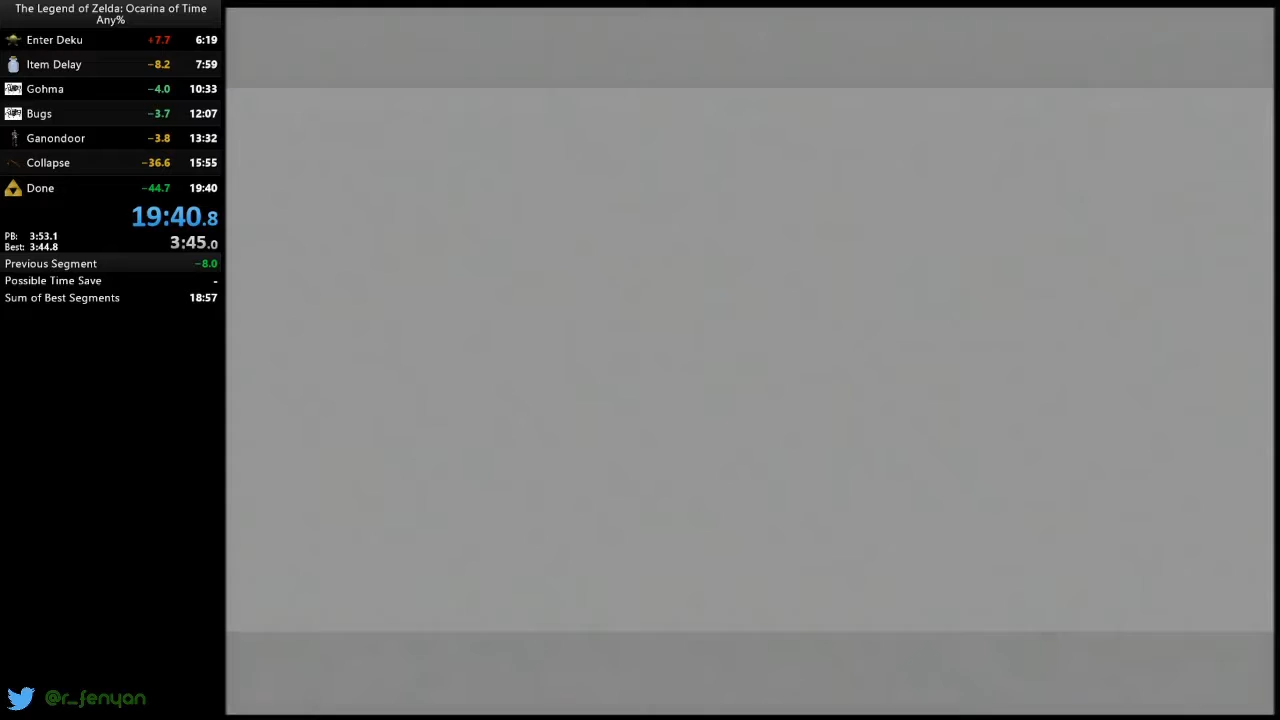 The Legend of Zelda: Ocarina of Time
Any%
Enter Deku +7.7 6:19
Item Delay −8.2 7:59
Gohma −4.0 10:33
Bugs −3.7 12:07
Ganondoor −3.8 13:32
Collapse −36.6 15:55
Done −44.7 19:40
19:40.8
PB: 3:53.1
Best: 3:44.8
3:45.0
Previous Segment −8.0
Possible Time Save -
Sum of Best Segments 18:57
@r_fenyan